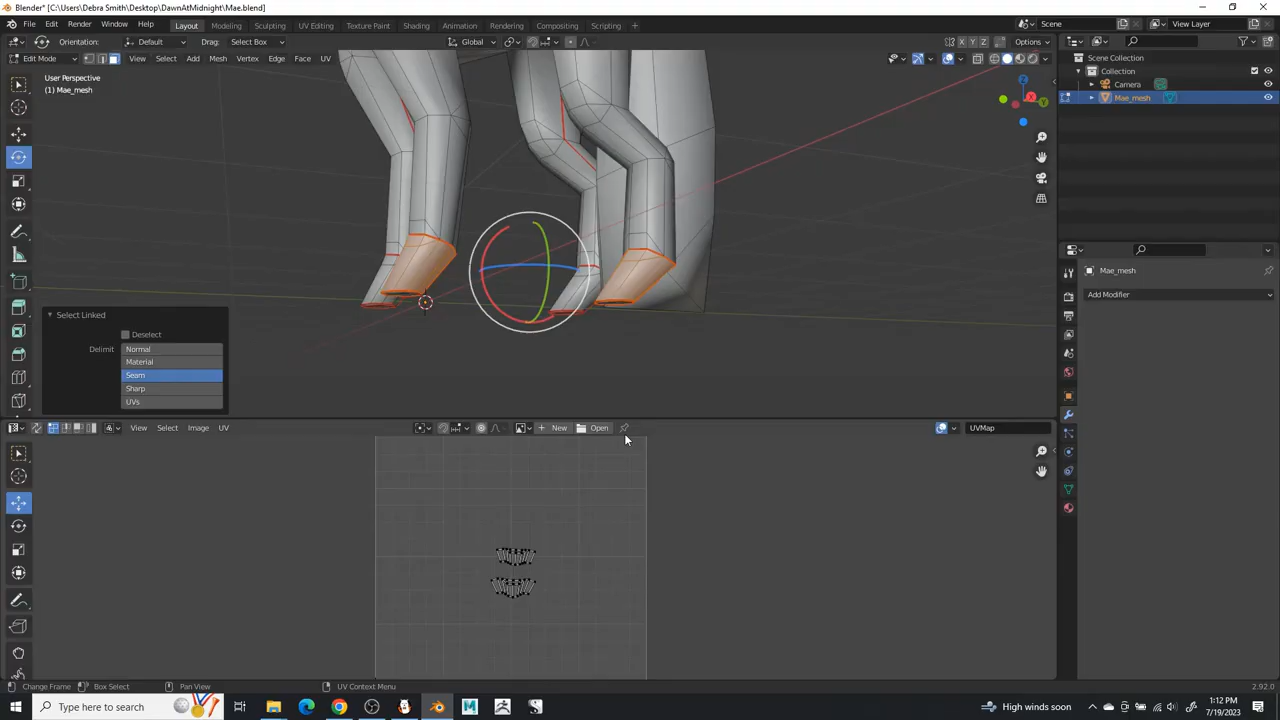 Blender* [C:\Users\Debra Smith\Desktop\DawnAtMidnight\Mae.blend]
File Edit Render Window Help Layout Modeling Sculpting UV Editing Texture Paint Shading Animation Rendering Compositing Scripting + Scene View Layer
Orientation: Default Drag: Select Box Global X Y Z Options
Edit Mode View Select Add Mesh Vertex Edge Face UV
User Perspective
(1) Mae_mesh
Z
X
Y
Scene Collection
Collection
Camera
Mae_mesh
Mae_mesh
Add Modifier
Select Linked
Deselect
Delimit Normal
Material
Seam
Sharp
UVs
View Select Image UV New Open UVMap
Change Frame Box Select Pan View UV Context Menu 2.92.0
Type here to search High winds soon 1:12 PM
7/19/2023